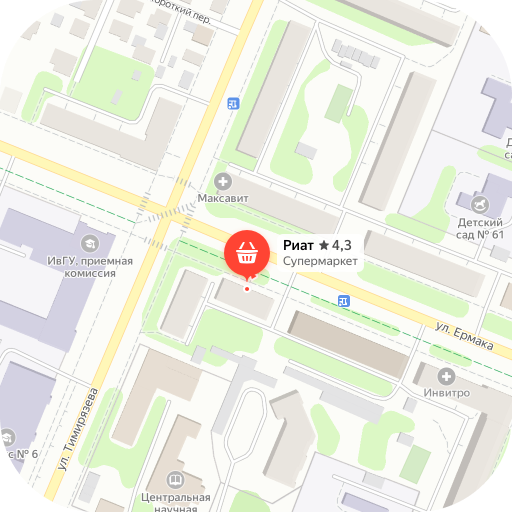 Короткий пер.
Максавит
Детский
сад № 61
ИвГУ, приемная
комиссия
Риат ★ 4,3
Супермаркет
ул. Ермака
Инвитро
ул. Тимирязева
с № 6
Центральная
научная